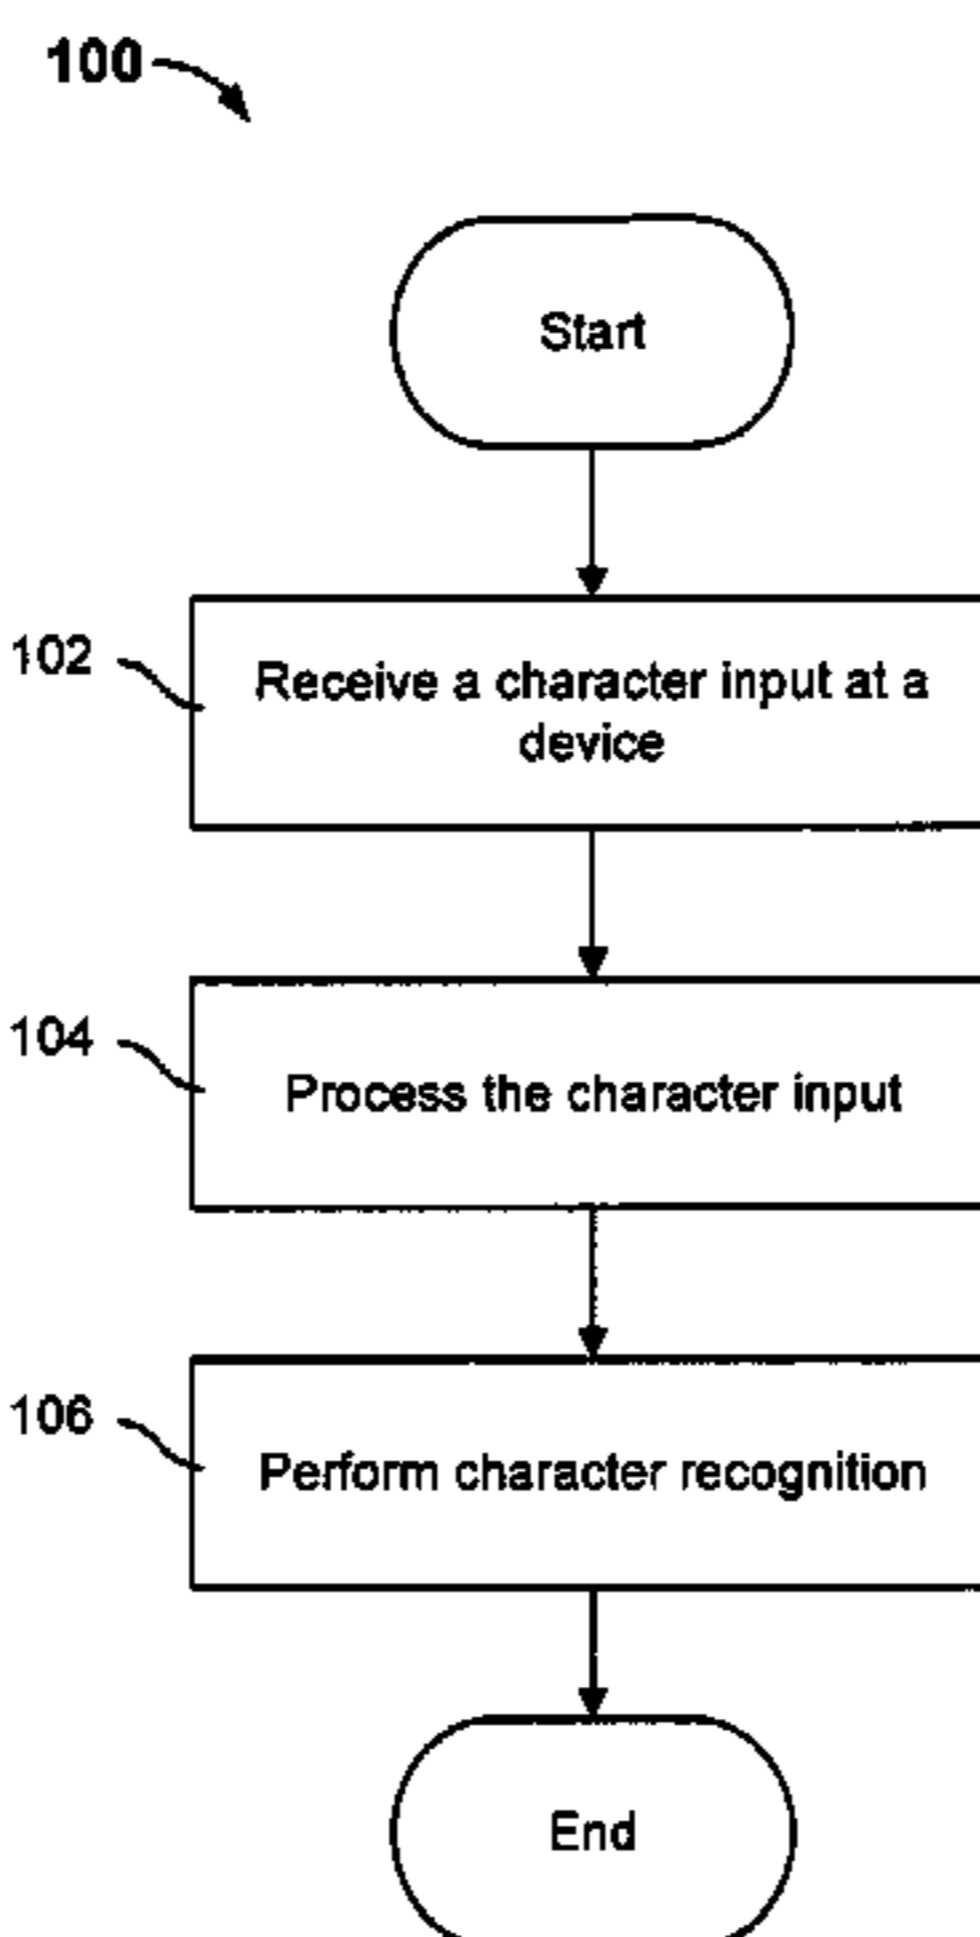 100
Start
102
Receive a character input at a
device
104
Process the character input
106
Perform character recognition
End